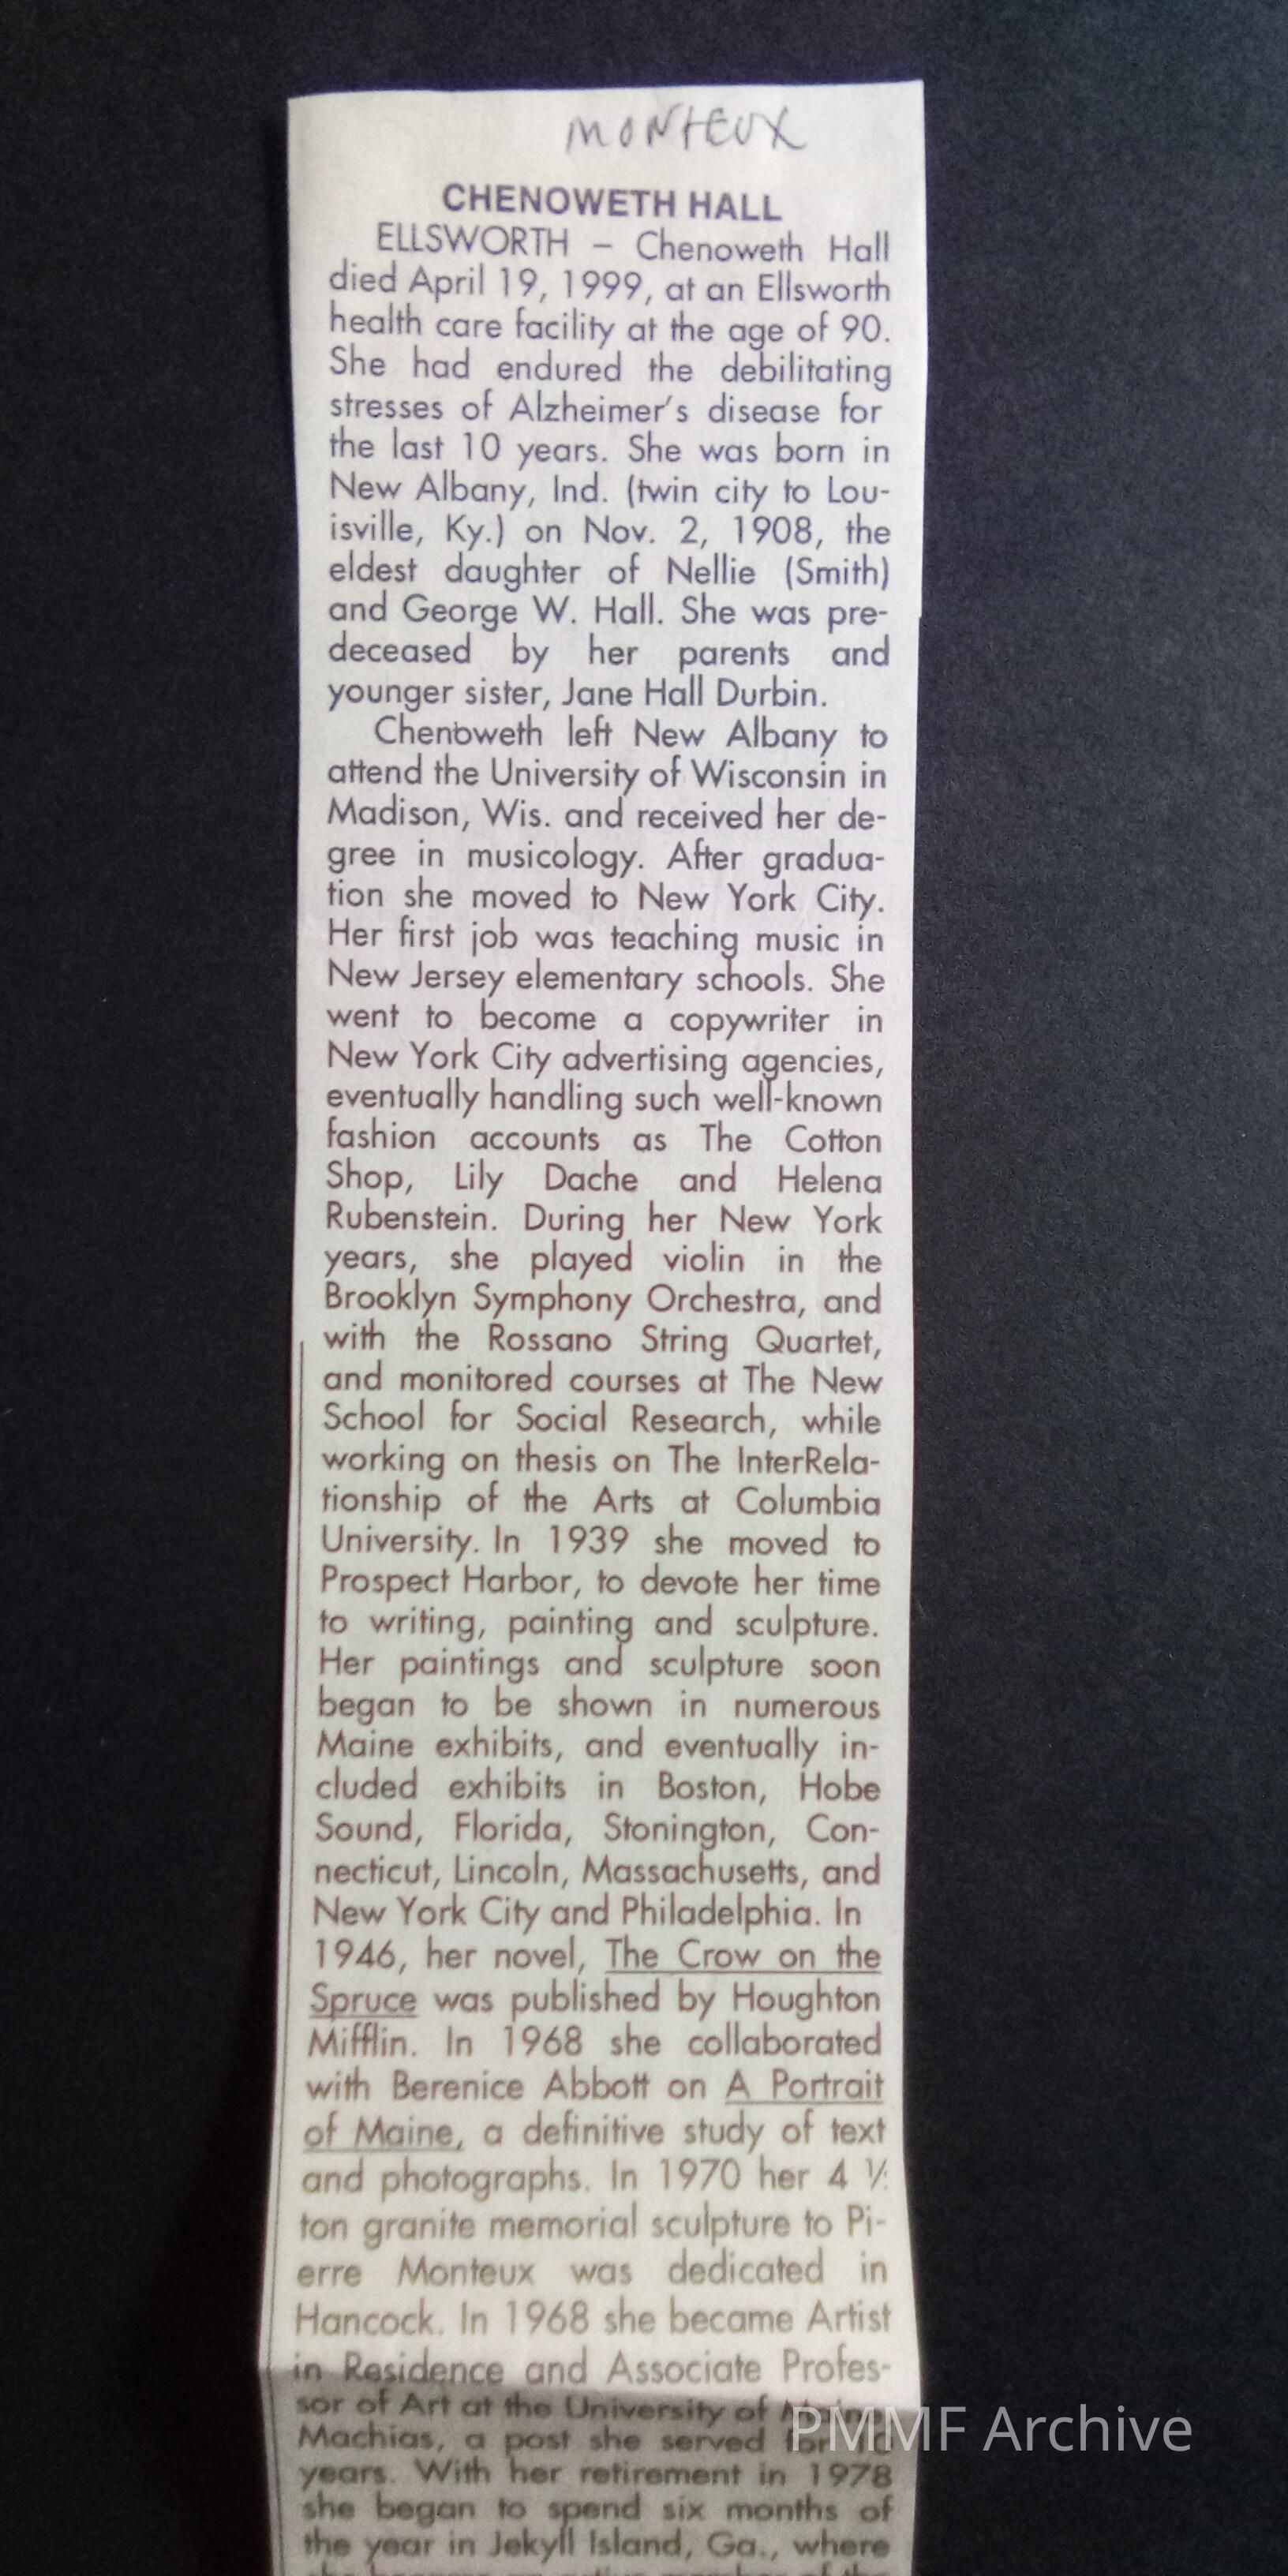 MONTEUX
CHENOWETH HALL
ELLSWORTH – Chenoweth Hall
died April 19, 1999, at an Ellsworth
health care facility at the age of 90.
She had endured the debilitating
stresses of Alzheimer's disease for
the last 10 years. She was born in
New Albany, Ind. (twin city to Lou-
isville, Ky.) on Nov. 2, 1908, the
eldest daughter of Nellie (Smith)
and George W. Hall. She was pre-
deceased by her parents and
younger sister, Jane Hall Durbin.
Chenoweth left New Albany to
attend the University of Wisconsin in
Madison, Wis. and received her de-
gree in musicology. After gradua-
tion she moved to New York City.
Her first job was teaching music in
New Jersey elementary schools. She
went to become a copywriter in
New York City advertising agencies,
eventually handling such well-known
fashion accounts as The Cotton
Shop, Lily Dache and Helena
Rubenstein. During her New York
years, she played violin in the
Brooklyn Symphony Orchestra, and
with the Rossano String Quartet,
and monitored courses at The New
School for Social Research, while
working on thesis on The InterRela-
tionship of the Arts at Columbia
University. In 1939 she moved to
Prospect Harbor, to devote her time
to writing, painting and sculpture.
Her paintings and sculpture soon
began to be shown in numerous
Maine exhibits, and eventually in-
cluded exhibits in Boston, Hobe
Sound, Florida, Stonington, Con-
necticut, Lincoln, Massachusetts, and
New York City and Philadelphia. In
1946, her novel, The Crow on the
Spruce was published by Houghton
Mifflin. In 1968 she collaborated
with Berenice Abbott on A Portrait
of Maine, a definitive study of text
and photographs. In 1970 her 4
ton granite memorial sculpture to Pi-
erre Monteux was dedicated in
Hancock. In 1968 she became Artist
in Residence and Associate Profes-
sor of Art at the University of Maine
Machias, a post she served for
years. With her retirement in 1978
she began to spend six months of
the year in Jekyll Island, Ga., where
PMMF Archive